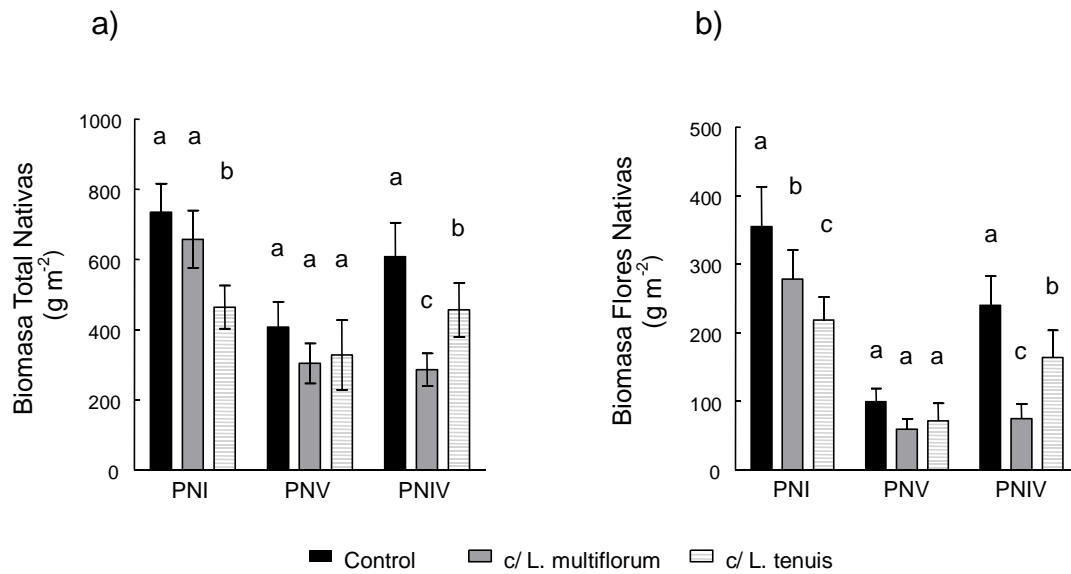 a)
Biomasa Total Nativas
(g m-2)
1000
800
600
400
200
0
a a b
a a a
a c b
PNI PNV PNIV
b)
Biomasa Flores Nativas
(g m-2)
500
400
300
200
100
0
a b c
a a a
a c b
PNI PNV PNIV
Control c/ L. multiflorum c/ L. tenuis